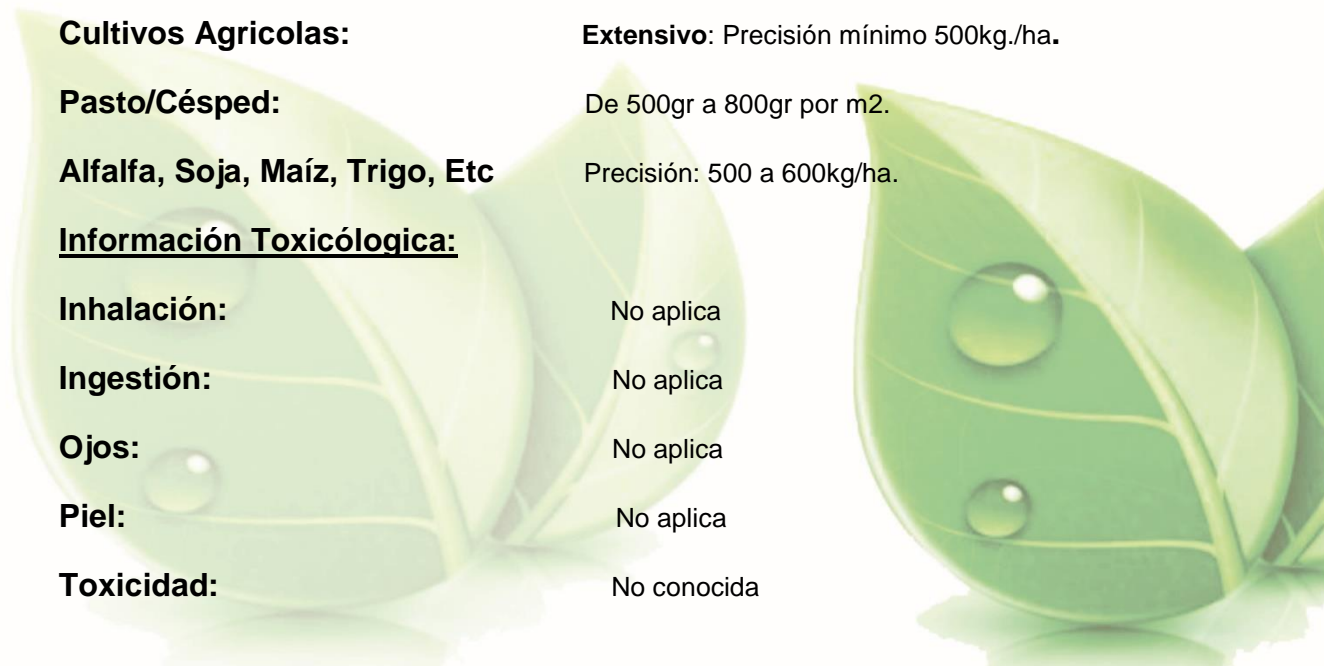 Cultivos Agricolas: Extensivo: Precisión mínimo 500kg./ha.
Pasto/Césped: De 500gr a 800gr por m2.
Alfalfa, Soja, Maíz, Trigo, Etc Precisión: 500 a 600kg/ha.
Información Toxicólogica:
Inhalación: No aplica
Ingestión: No aplica
Ojos: No aplica
Piel: No aplica
Toxicidad: No conocida